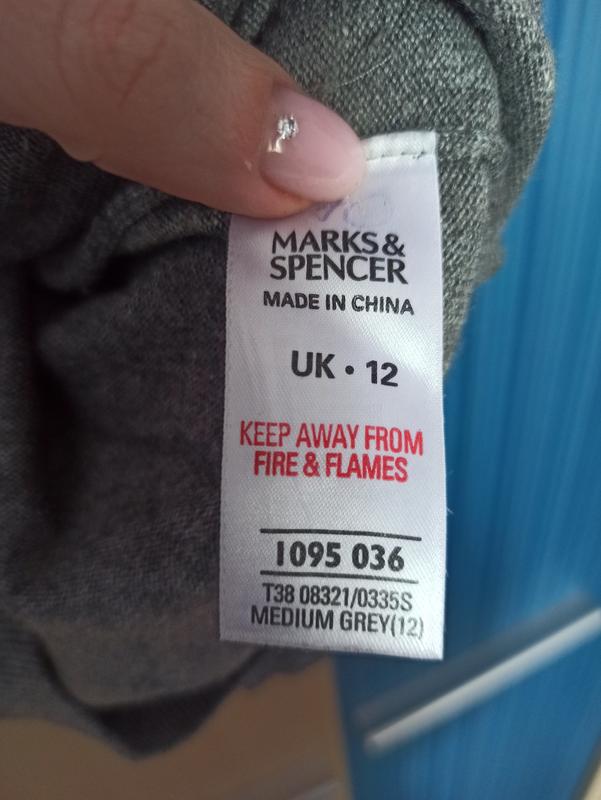 MARKS&
SPENCER
MADE IN CHINA
UK • 12
KEEP AWAY FROM
FIRE & FLAMES
1095 036
T38 08321/0335S
MEDIUM GREY(12)